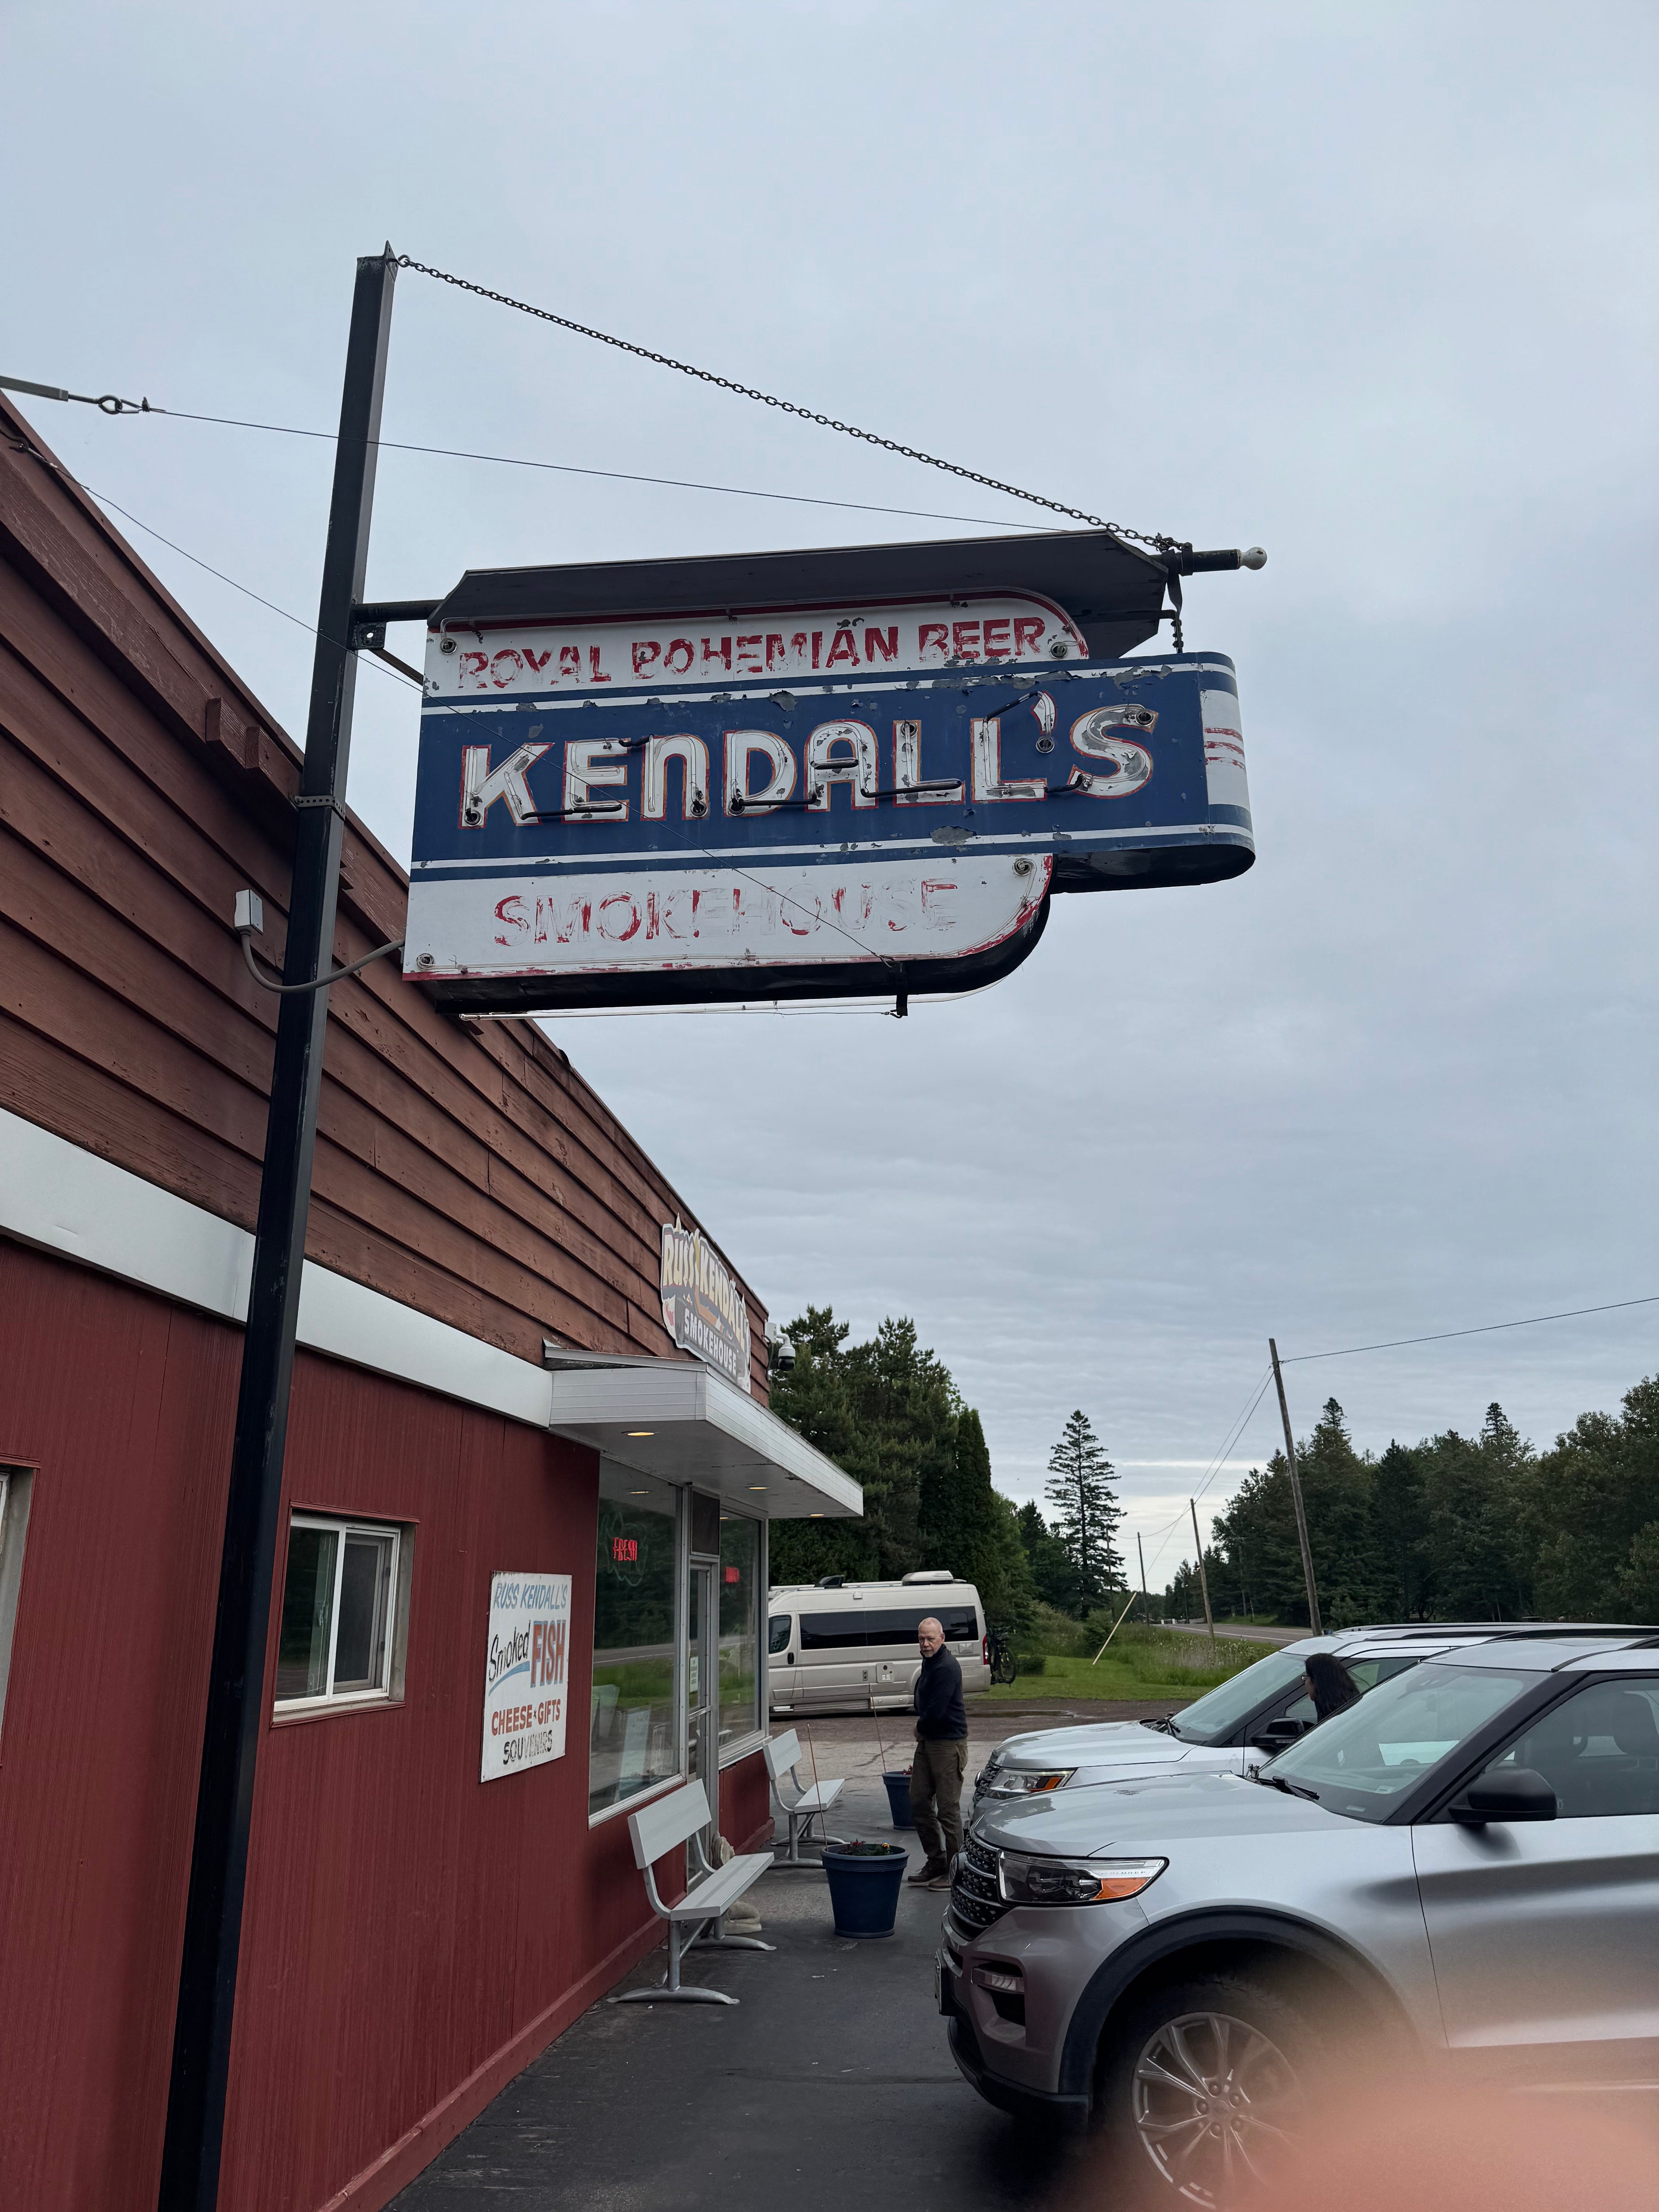 ROYAL BOHEMIAN BEER
KENDALL'S
SMOKEHOUSE
RUSS KENDALL'S
SMOKEHOUSE
FRESH
RUSS KENDALL'S
Smoked FISH
CHEESE • GIFTS
SOUVENIRS